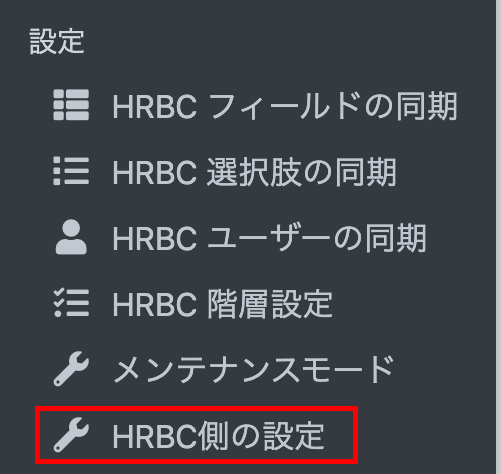 設定
HRBC フィールドの同期
HRBC 選択肢の同期
HRBC ユーザーの同期
HRBC 階層設定
メンテナンスモード
HRBC側の設定